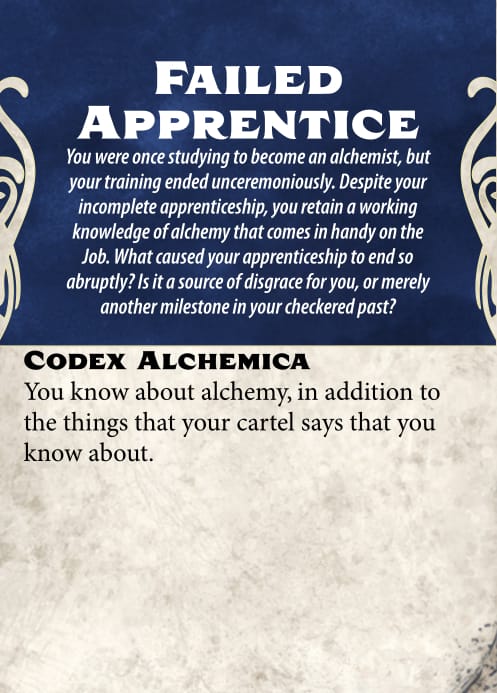 FAILED
APPRENTICE
You were once studying to become an alchemist, but
your training ended unceremoniously. Despite your
incomplete apprenticeship, you retain a working
knowledge of alchemy that comes in handy on the
Job. What caused your apprenticeship to end so
abruptly? Is it a source of disgrace for you, or merely
another milestone in your checkered past?
CODEX ALCHEMICA
You know about alchemy, in addition to
the things that your cartel says that you
know about.